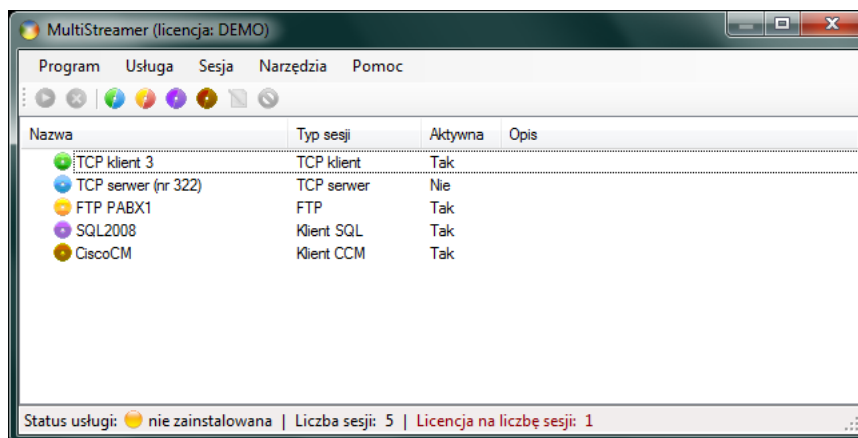 MultiStreamer (licencja: DEMO)
Program Usługa Sesja Narzędzia Pomoc
Nazwa Typ sesji Aktywna Opis
TCP klient 3 TCP klient Tak
TCP serwer (nr 322) TCP serwer Nie
FTP PABX1 FTP Tak
SQL2008 Klient SQL Tak
CiscoCM Klient CCM Tak
Status usługi: nie zainstalowana | Liczba sesji: 5 | Licencja na liczbę sesji: 1